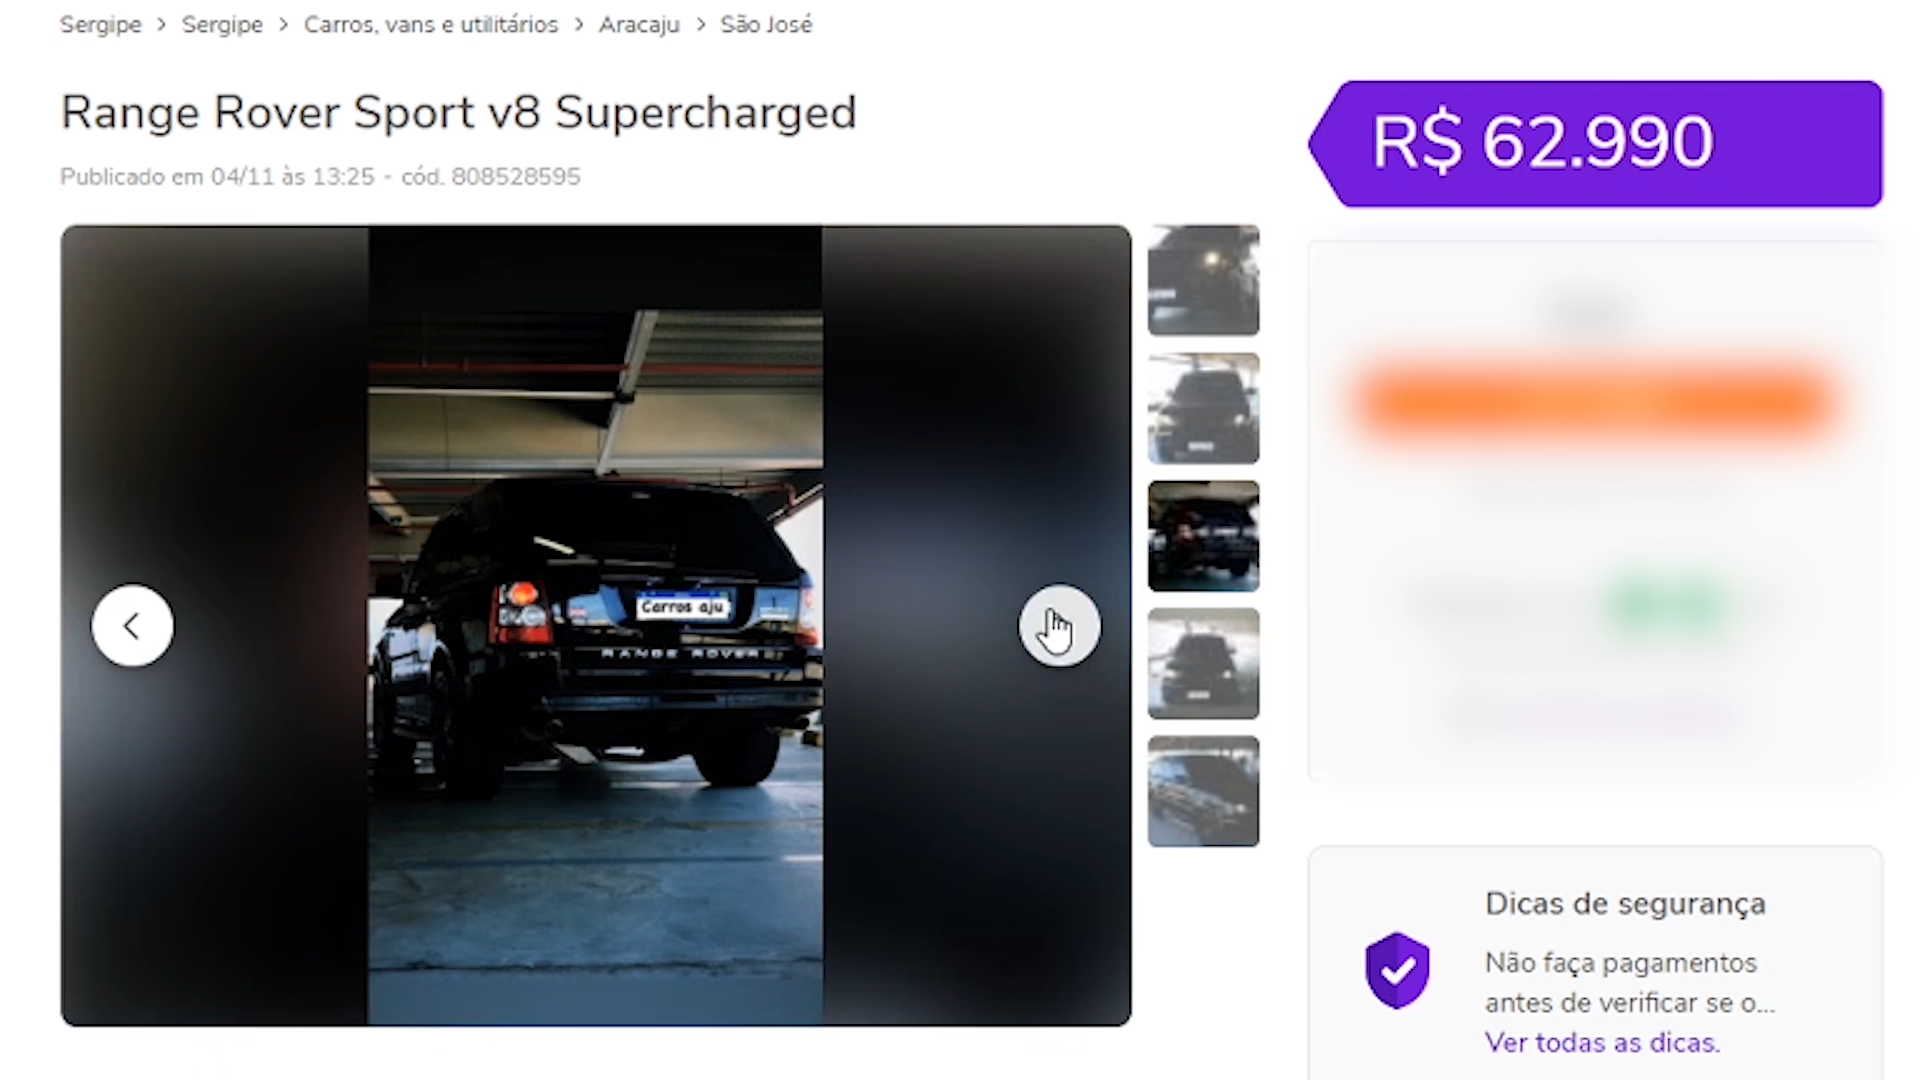 Sergipe > Sergipe > Carros, vans e utilitários > Aracaju > São José
Range Rover Sport v8 Supercharged
Publicado em 04/11 às 13:25 - cód. 808528595
R$ 62.990
Carros aju
RANGE ROVER
Dicas de segurança
Não faça pagamentos
antes de verificar se o...
Ver todas as dicas.